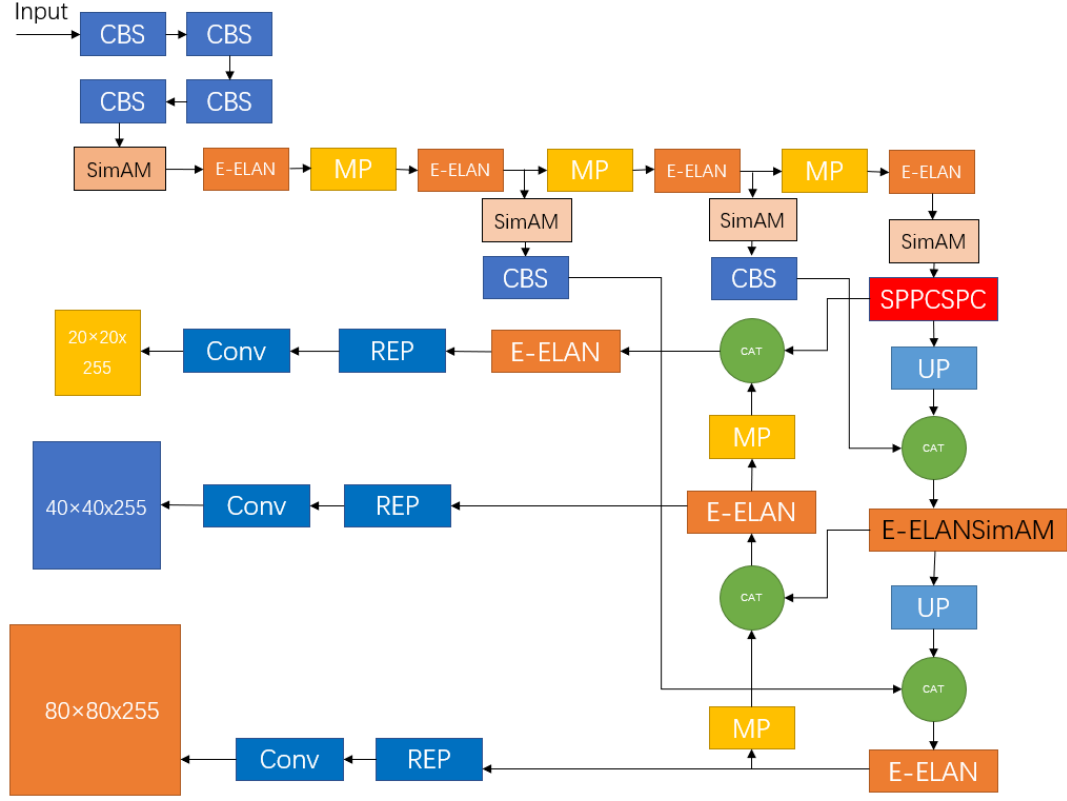 Input
CBS
CBS
CBS
CBS
SimAM
E-ELAN
MP
E-ELAN
MP
E-ELAN
MP
E-ELAN
SimAM
SimAM
SimAM
CBS
CBS
SPPCSPC
20×20x
255
Conv
REP
E-ELAN
CAT
UP
MP
CAT
40×40x255
Conv
REP
E-ELAN
E-ELANSimAM
CAT
UP
CAT
80×80x255
MP
Conv
REP
E-ELAN